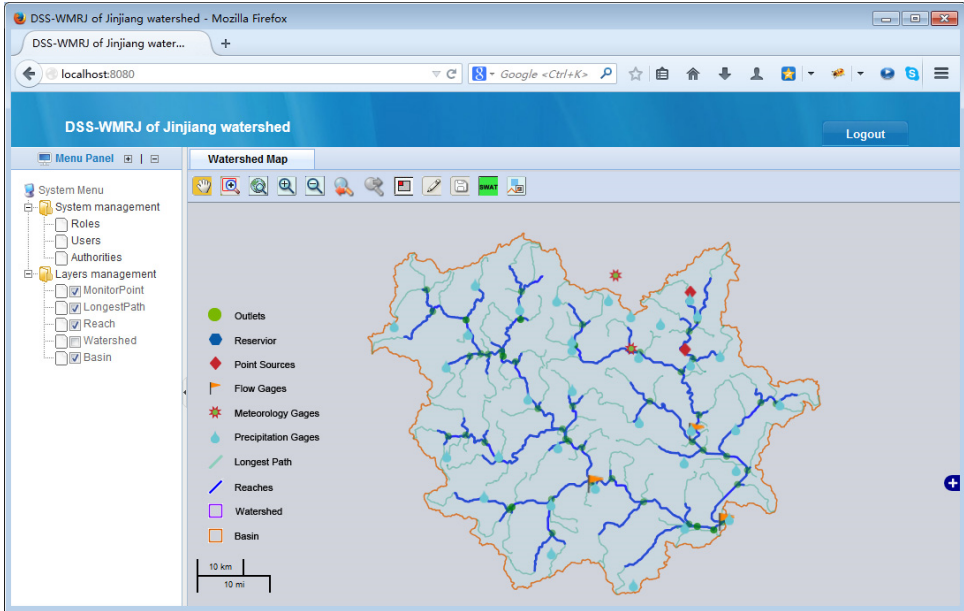 DSS-WMRJ of Jinjiang watershed - Mozilla Firefox
DSS-WMRJ of Jinjiang water... +
localhost:8080
Google <Ctrl+K>
DSS-WMRJ of Jinjiang watershed
Logout
Menu Panel
Watershed Map
SWAT
System Menu
System management
Roles
Users
Authorities
Layers management
MonitorPoint
LongestPath
Reach
Watershed
Basin
Outlets
Reservior
Point Sources
Flow Gages
Meteorology Gages
Precipitation Gages
Longest Path
Reaches
Watershed
Basin
10 km
10 mi